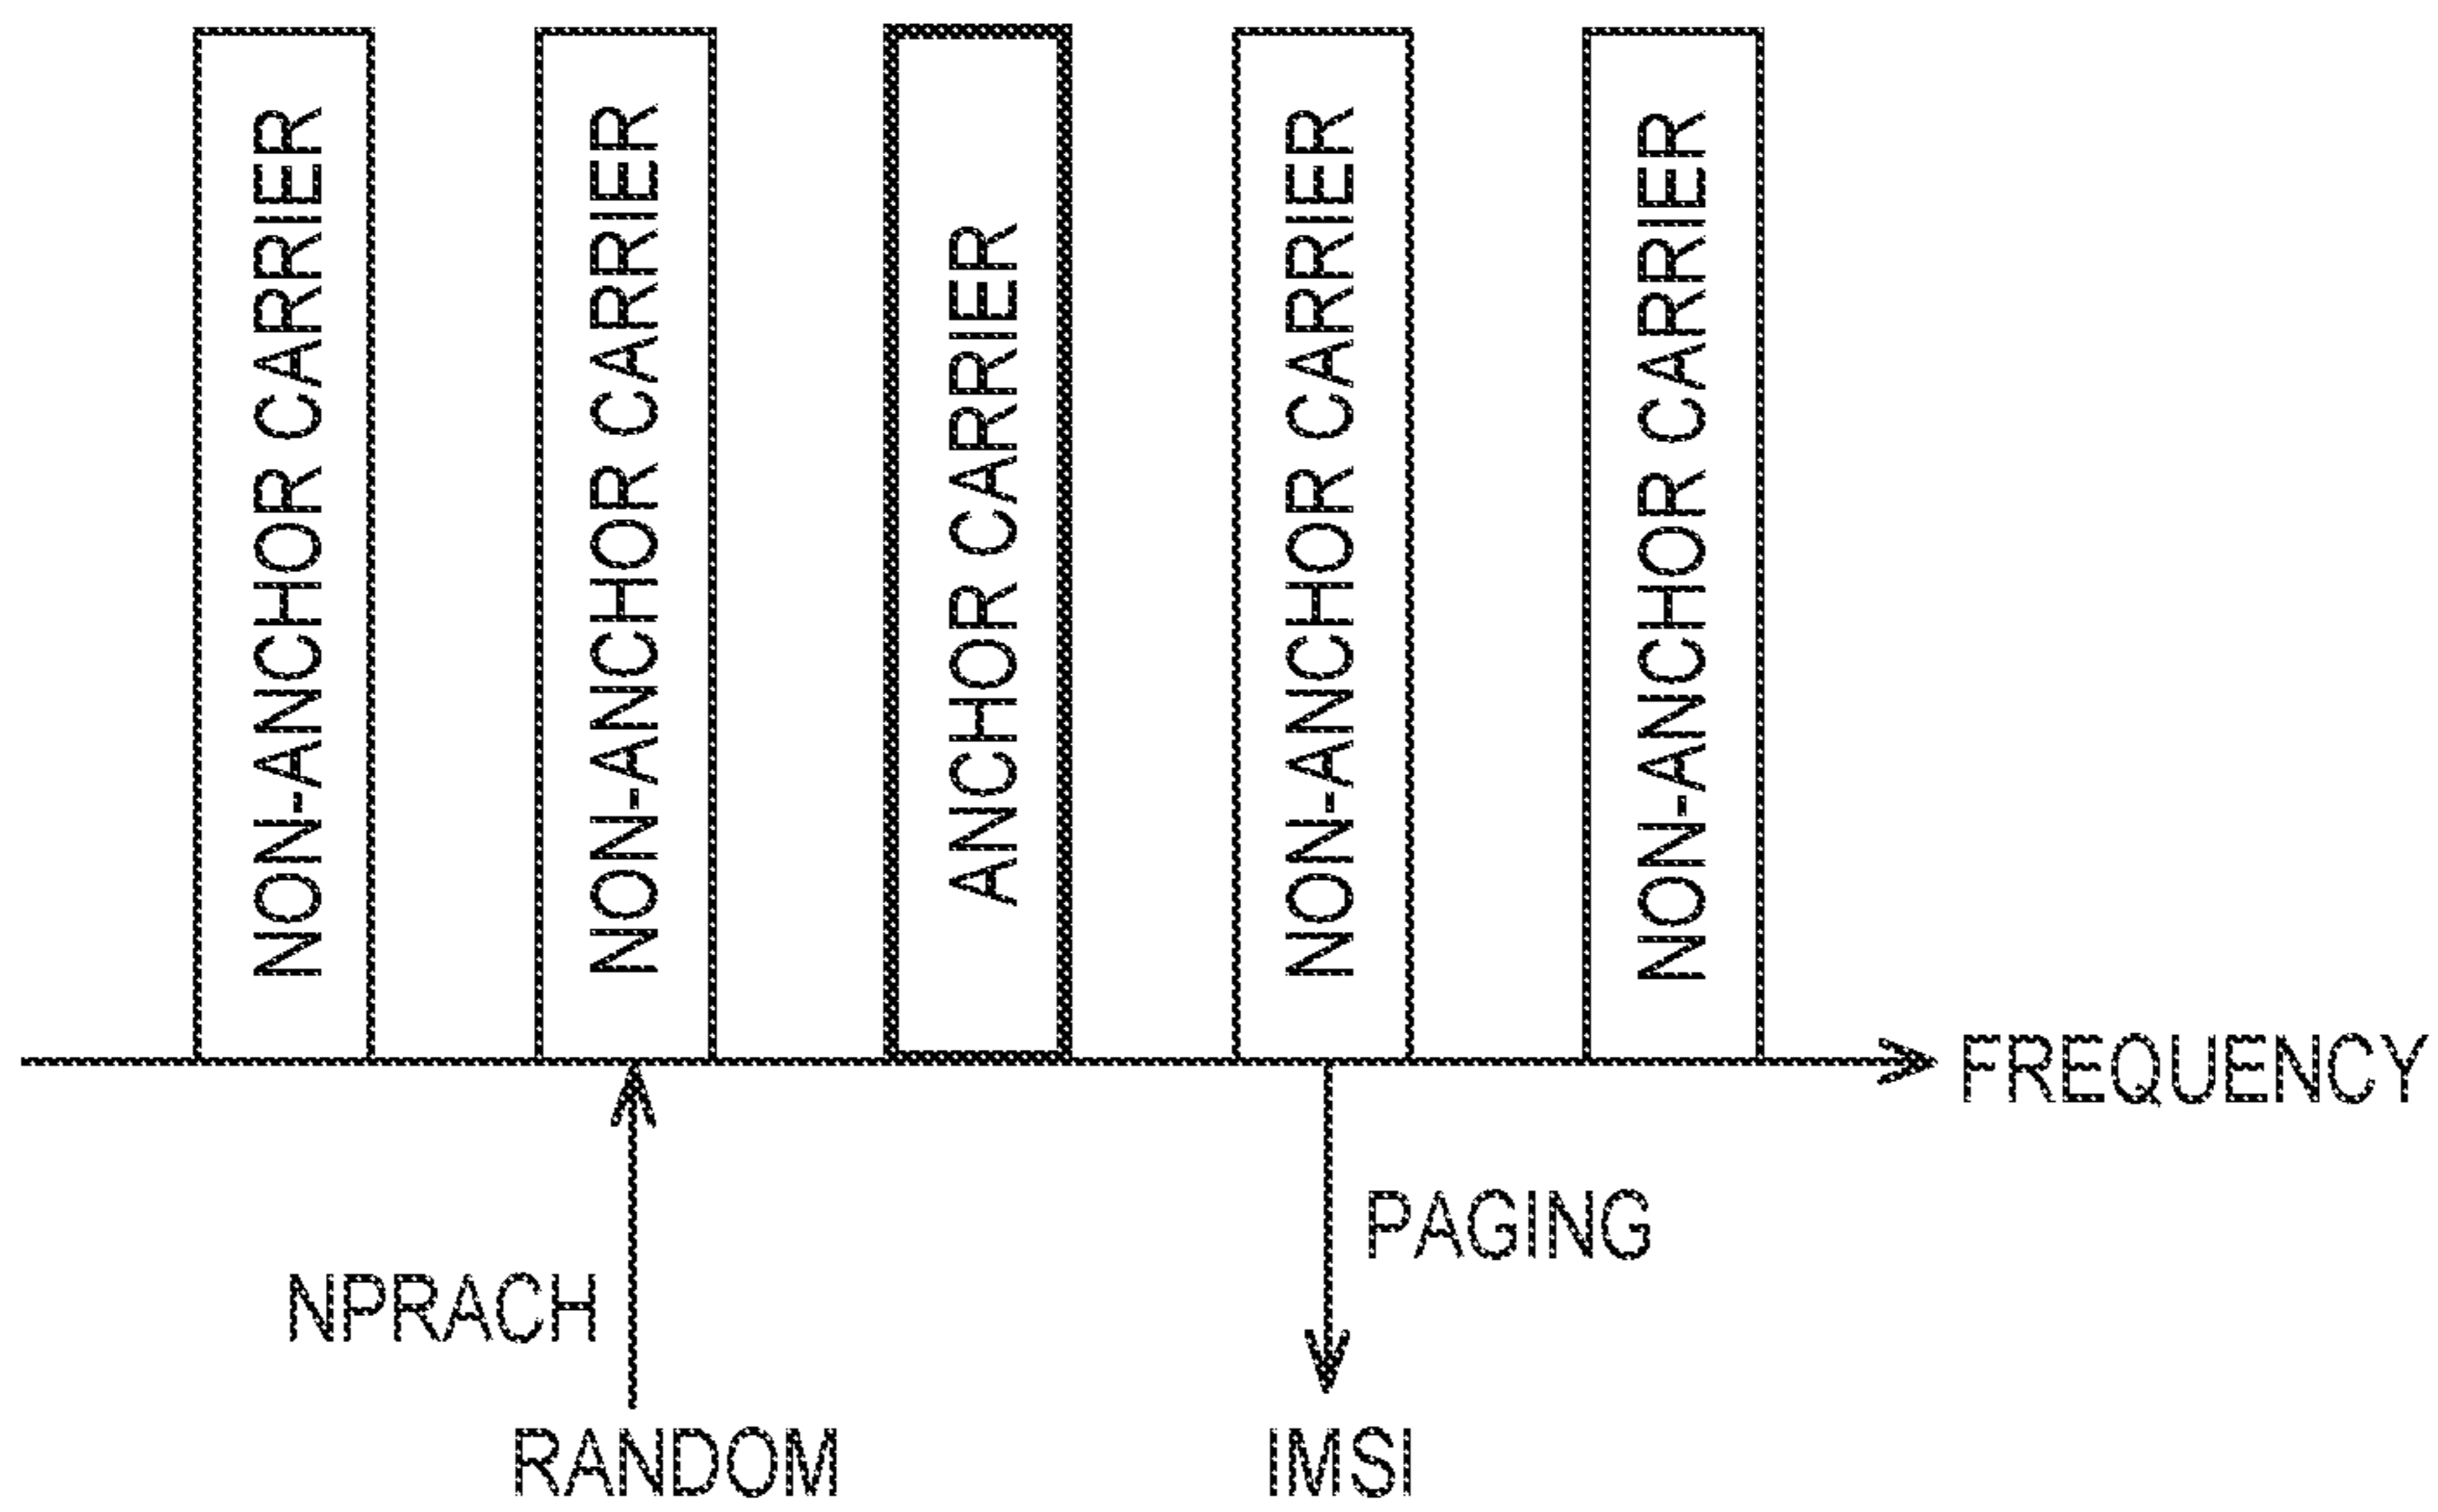 NON-ANCHOR CARRIER
NON-ANCHOR CARRIER
ANCHOR CARRIER
NON-ANCHOR CARRIER
NON-ANCHOR CARRIER
FREQUENCY
PAGING
NPRACH
RANDOM
IMSI